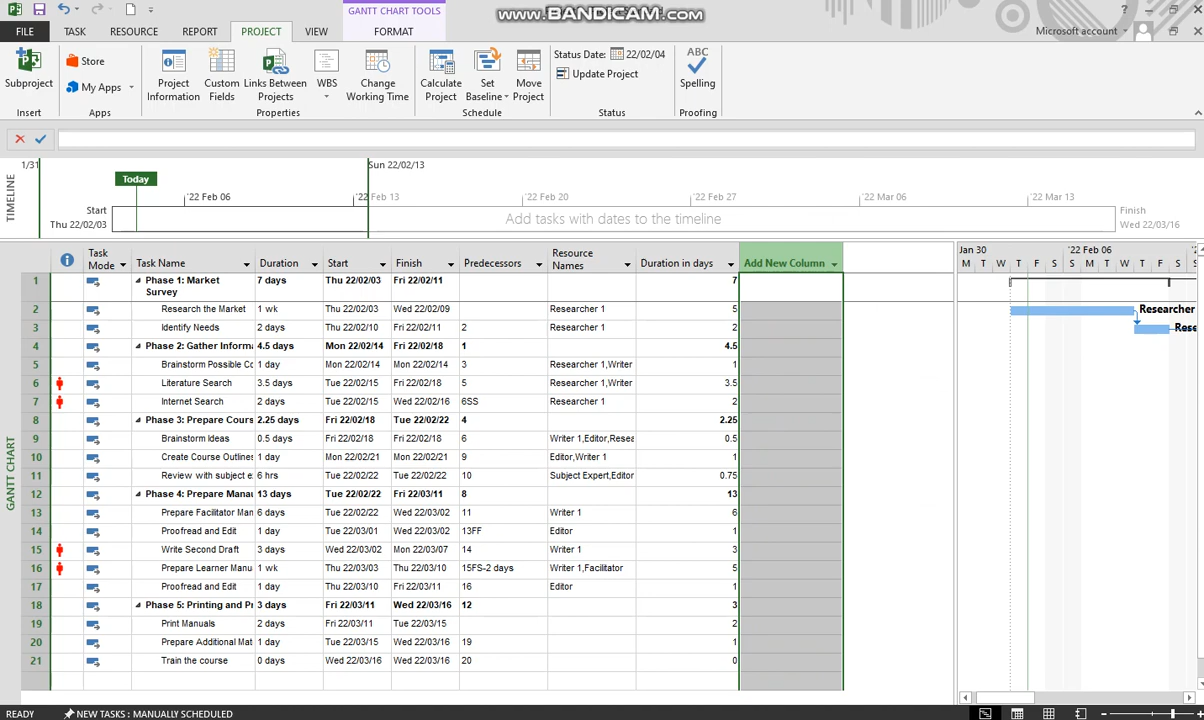 GANTT CHART TOOLS
www.BANDICAM.com
FILE TASK RESOURCE REPORT PROJECT VIEW FORMAT Microsoft account
Subproject
Insert
Store
My Apps
Apps
Project Information
Custom Fields
Links Between Projects
WBS
Change Working Time
Properties
Calculate Project
Set Baseline
Move Project
Schedule
Status Date: 22/02/04
Update Project
Status
ABC
Spelling
Proofing
TIMELINE
1/31
Sun 22/02/13
Today
'22 Feb 06 '22 Feb 13 '22 Feb 20 '22 Feb 27 '22 Mar 06 '22 Mar 13
Start
Thu 22/02/03
Add tasks with dates to the timeline
Finish
Wed 22/03/16
GANTT CHART
Task Mode Task Name Duration Start Finish Predecessors Resource Names Duration in days Add New Column
Jan 30 '22 Feb 06
M T W T F S S M T W T F S
1 Phase 1: Market Survey 7 days Thu 22/02/03 Fri 22/02/11 7
2 Research the Market 1 wk Thu 22/02/03 Wed 22/02/09 Researcher 1 5 Researcher
3 Identify Needs 2 days Thu 22/02/10 Fri 22/02/11 2 Researcher 1 2 Rese
4 Phase 2: Gather Informa 4.5 days Mon 22/02/14 Fri 22/02/18 1 4.5
5 Brainstorm Possible Co 1 day Mon 22/02/14 Mon 22/02/14 3 Researcher 1,Writer 1
6 Literature Search 3.5 days Tue 22/02/15 Fri 22/02/18 5 Researcher 1,Writer 3.5
7 Internet Search 2 days Tue 22/02/15 Wed 22/02/16 6SS Researcher 1 2
8 Phase 3: Prepare Cours 2.25 days Fri 22/02/18 Tue 22/02/22 4 2.25
9 Brainstorm Ideas 0.5 days Fri 22/02/18 Fri 22/02/18 6 Writer 1,Editor,Resea 0.5
10 Create Course Outlines 1 day Mon 22/02/21 Mon 22/02/21 9 Editor,Writer 1 1
11 Review with subject e 6 hrs Tue 22/02/22 Tue 22/02/22 10 Subject Expert,Editor 0.75
12 Phase 4: Prepare Manu 13 days Tue 22/02/22 Fri 22/03/11 8 13
13 Prepare Facilitator Man 6 days Tue 22/02/22 Wed 22/03/02 11 Writer 1 6
14 Proofread and Edit 1 day Tue 22/03/01 Wed 22/03/02 13FF Editor 1
15 Write Second Draft 3 days Wed 22/03/02 Mon 22/03/07 14 Writer 1 3
16 Prepare Learner Manu 1 wk Thu 22/03/03 Thu 22/03/10 15FS-2 days Writer 1,Facilitator 5
17 Proofread and Edit 1 day Thu 22/03/10 Fri 22/03/11 16 Editor 1
18 Phase 5: Printing and Pr 3 days Fri 22/03/11 Wed 22/03/16 12 3
19 Print Manuals 2 days Fri 22/03/11 Tue 22/03/15 2
20 Prepare Additional Mat 1 day Tue 22/03/15 Wed 22/03/16 19 1
21 Train the course 0 days Wed 22/03/16 Wed 22/03/16 20 0
READY NEW TASKS : MANUALLY SCHEDULED